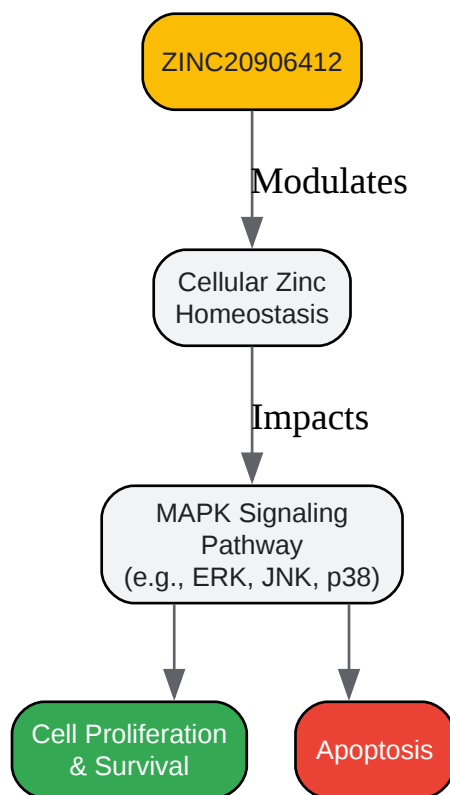 ZINC20906412
Modulates
Cellular Zinc
Homeostasis
Impacts
MAPK Signaling
Pathway
(e.g., ERK, JNK, p38)
Cell Proliferation
& Survival
Apoptosis